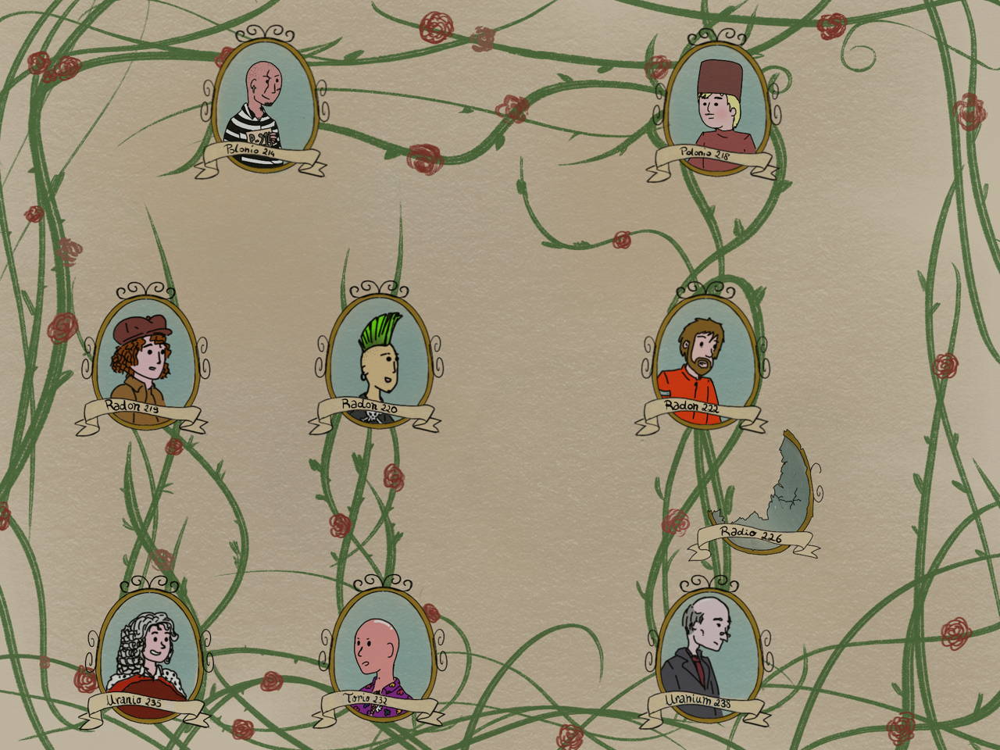 Polonio 214
Polonio 218
Radon 219
Radon 220
Radon 222
Radio 226
Uranio 235
Torio 232
Uranium 238